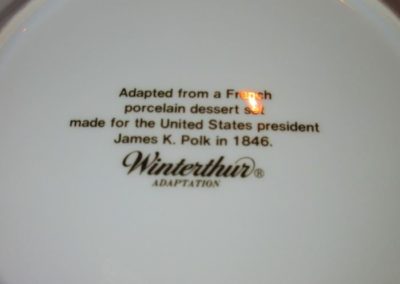 Adapted from a French
porcelain dessert set
made for the United States president
James K. Polk in 1846.
Winterthur®
ADAPTATION